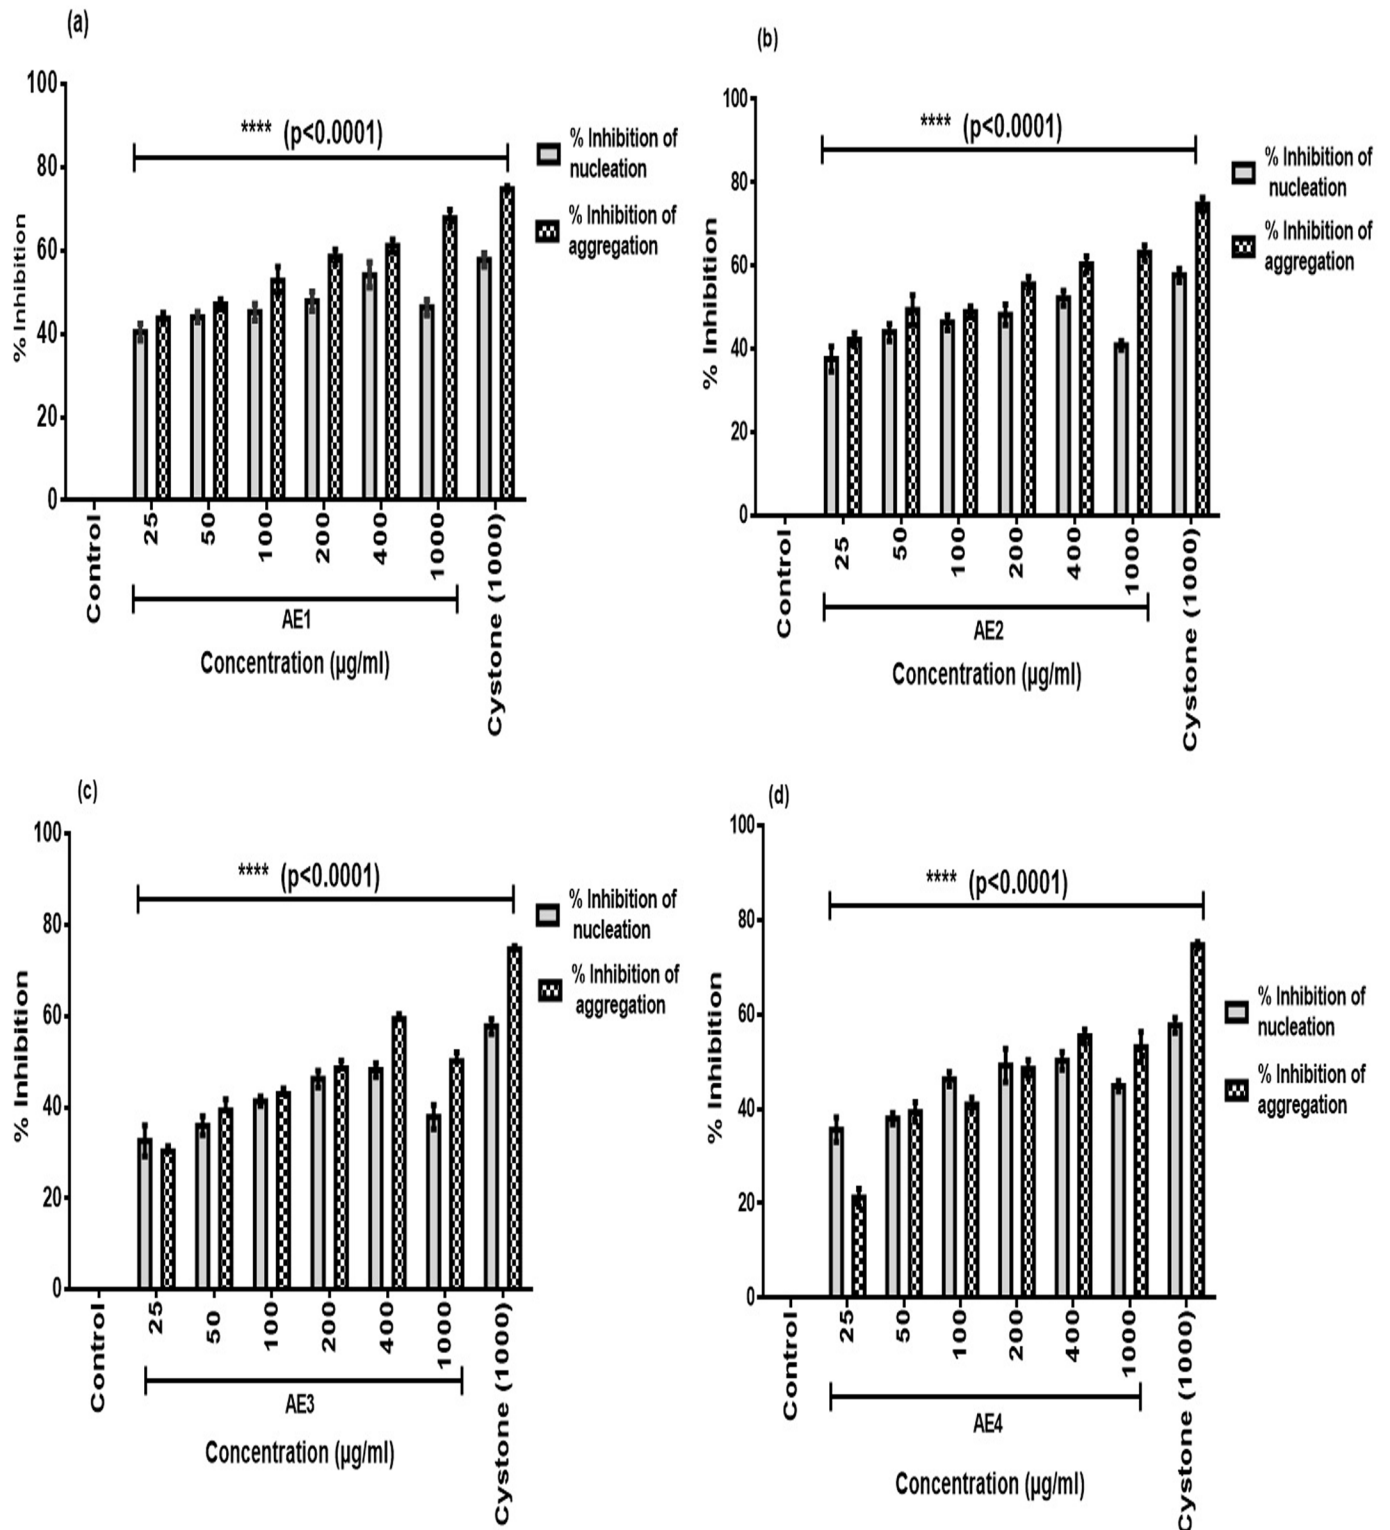 (a)
100
80
60
40
20
0
% Inhibition
**** (p<0.0001)
% Inhibition of
nucleation
% Inhibition of
aggregation
Control
25
50
100
200
400
1000
Cystone (1000)
AE1
Concentration (µg/ml)
(b)
100
80
60
40
20
0
% Inhibition
**** (p<0.0001)
% Inhibition of
nucleation
% Inhibition of
aggregation
Control
25
50
100
200
400
1000
Cystone (1000)
AE2
Concentration (µg/ml)
(c)
100
80
60
40
20
0
% Inhibition
**** (p<0.0001)
% Inhibition of
nucleation
% Inhibition of
aggregation
Control
25
50
100
200
400
1000
Cystone (1000)
AE3
Concentration (µg/ml)
(d)
100
80
60
40
20
0
% Inhibition
**** (p<0.0001)
% Inhibition of
nucleation
% Inhibition of
aggregation
Control
25
50
100
200
400
1000
Cystone (1000)
AE4
Concentration (µg/ml)